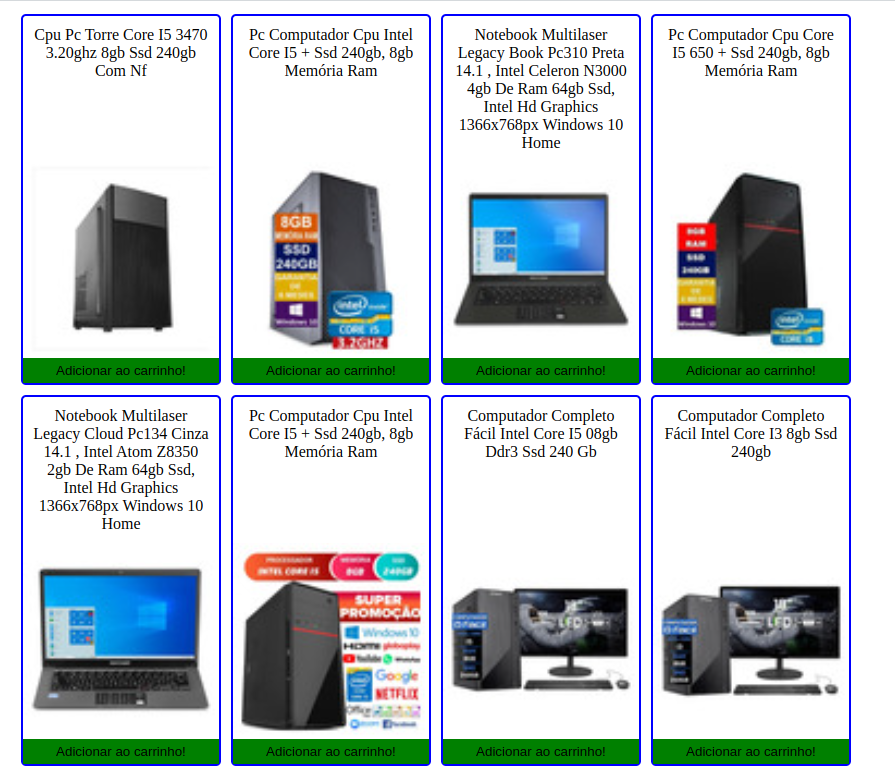 Cpu Pc Torre Core I5 3470
3.20ghz 8gb Ssd 240gb
Com Nf
Adicionar ao carrinho!
Pc Computador Cpu Intel
Core I5 + Ssd 240gb, 8gb
Memória Ram
8GB
MEMÓRIA RAM
SSD
240GB
GARANTIA
DE
6 MESES
Windows 10
intel inside
CORE i5
3.2GHZ
Adicionar ao carrinho!
Notebook Multilaser
Legacy Book Pc310 Preta
14.1 , Intel Celeron N3000
4gb De Ram 64gb Ssd,
Intel Hd Graphics
1366x768px Windows 10
Home
Adicionar ao carrinho!
Pc Computador Cpu Core
I5 650 + Ssd 240gb, 8gb
Memória Ram
8GB
RAM
SSD
240GB
GARANTIA
DE
6 MESES
Windows 10
intel
CORE i5
Adicionar ao carrinho!
Notebook Multilaser
Legacy Cloud Pc134 Cinza
14.1 , Intel Atom Z8350
2gb De Ram 64gb Ssd,
Intel Hd Graphics
1366x768px Windows 10
Home
Adicionar ao carrinho!
Pc Computador Cpu Intel
Core I5 + Ssd 240gb, 8gb
Memória Ram
PROCESSADOR MEMÓRIA SSD
INTEL CORE I5 8GB 240GB
SUPER
PROMOÇÃO
Windows 10
HDMI globoplay
YouTube WhatsApp
intel Google
NETFLIX
Office
zoom facebook
Adicionar ao carrinho!
Computador Completo
Fácil Intel Core I5 08gb
Ddr3 Ssd 240 Gb
LED
Adicionar ao carrinho!
Computador Completo
Fácil Intel Core I3 8gb Ssd
240gb
LED
Adicionar ao carrinho!